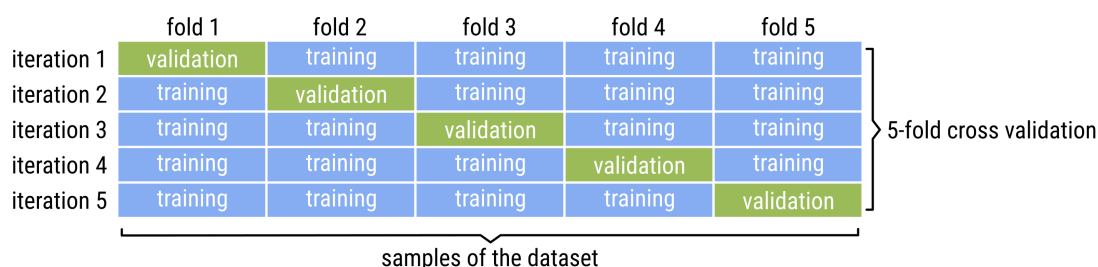 fold 1 fold 2 fold 3 fold 4 fold 5
iteration 1 validation training training training training
iteration 2 training validation training training training
iteration 3 training training validation training training
5-fold cross validation
iteration 4 training training training validation training
iteration 5 training training training training validation
samples of the dataset